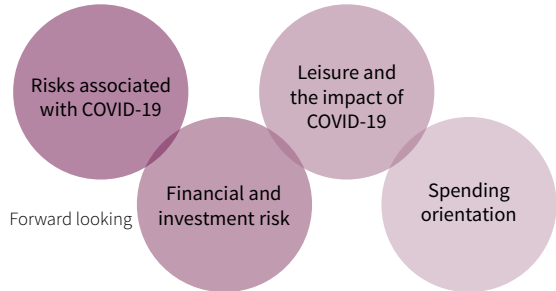 Risks associated
with COVID-19
Leisure and
the impact of
COVID-19
Forward looking
Financial and
investment risk
Spending
orientation